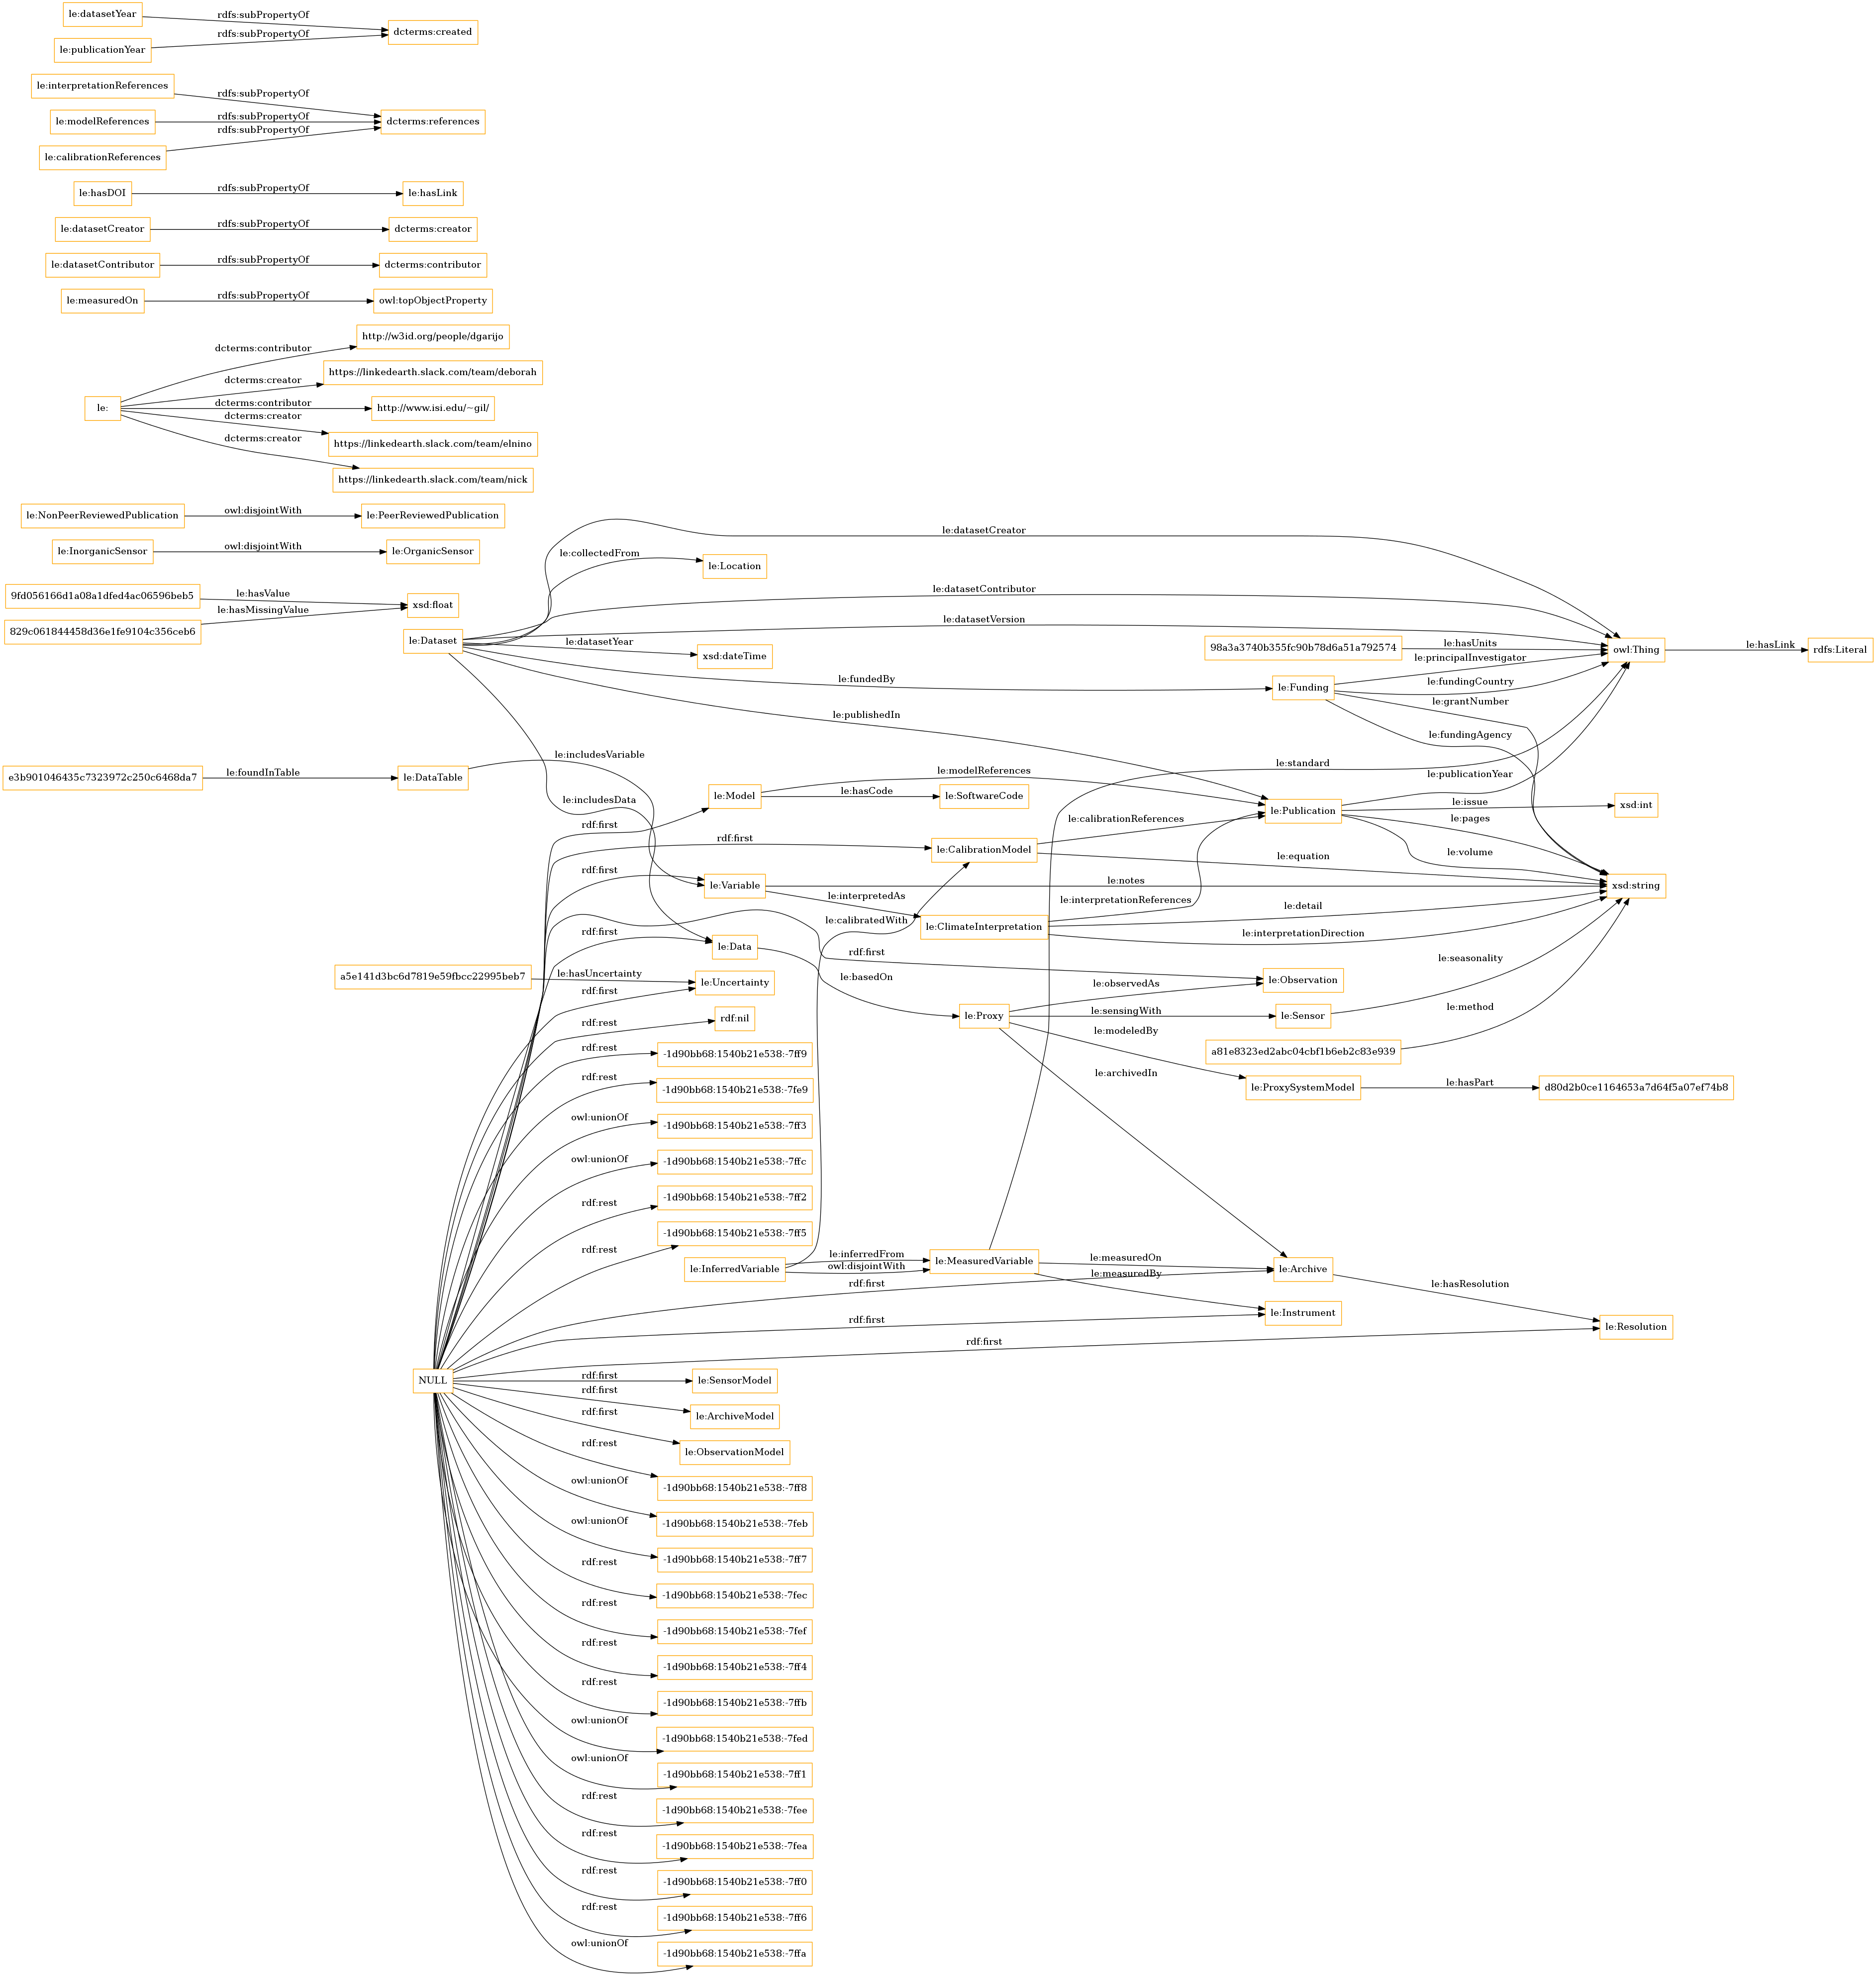 le:datasetYear
rdfs:subPropertyOf
dcterms:created
rdfs:subPropertyOf
le:publicationYear
le:interpretationReferences
rdfs:subPropertyOf
le:modelReferences
rdfs:subPropertyOf
dcterms:references
rdfs:subPropertyOf
le:calibrationReferences
le:hasDOI
rdfs:subPropertyOf
le:hasLink
le:datasetCreator
rdfs:subPropertyOf
dcterms:creator
le:datasetContributor
rdfs:subPropertyOf
dcterms:contributor
le:measuredOn
rdfs:subPropertyOf
owl:topObjectProperty
http://w3id.org/people/dgarijo
dcterms:contributor
https://linkedearth.slack.com/team/deborah
dcterms:creator
le:
dcterms:contributor
http://www.isi.edu/~gil/
dcterms:creator
https://linkedearth.slack.com/team/elnino
dcterms:creator
https://linkedearth.slack.com/team/nick
le:NonPeerReviewedPublication
owl:disjointWith
le:PeerReviewedPublication
le:InorganicSensor
owl:disjointWith
le:OrganicSensor
le:datasetCreator
le:collectedFrom
le:Location
9fd056166d1a08a1dfed4ac06596beb5
le:hasValue
xsd:float
le:hasMissingValue
829c061844458d36e1fe9104c356ceb6
le:datasetContributor
le:Dataset
le:datasetVersion
le:datasetYear
xsd:dateTime
98a3a3740b355fc90b78d6a51a792574
le:hasUnits
owl:Thing
le:hasLink
rdfs:Literal
le:principalInvestigator
le:fundedBy
le:Funding
le:fundingCountry
le:grantNumber
le:publishedIn
le:fundingAgency
le:includesVariable
le:standard
e3b901046435c7323972c250c6468da7
le:foundInTable
le:DataTable
le:modelReferences
le:publicationYear
le:includesData
le:Model
le:hasCode
le:SoftwareCode
le:Publication
le:issue
xsd:int
rdf:first
le:calibrationReferences
le:pages
rdf:first
le:CalibrationModel
le:equation
le:volume
rdf:first
le:Variable
le:notes
xsd:string
le:interpretedAs
le:interpretationReferences
le:calibratedWith
le:ClimateInterpretation
le:detail
le:interpretationDirection
rdf:first
le:Data
rdf:first
le:seasonality
a5e141d3bc6d7819e59fbcc22995beb7
le:hasUncertainty
le:Uncertainty
le:basedOn
le:observedAs
le:Observation
rdf:first
rdf:rest
rdf:nil
le:Proxy
le:sensingWith
le:Sensor
le:method
le:modeledBy
rdf:rest
-1d90bb68:1540b21e538:-7ff9
a81e8323ed2abc04cbf1b6eb2c83e939
le:archivedIn
rdf:rest
-1d90bb68:1540b21e538:-7fe9
le:ProxySystemModel
le:hasPart
d80d2b0ce1164653a7d64f5a07ef74b8
owl:unionOf
-1d90bb68:1540b21e538:-7ff3
owl:unionOf
-1d90bb68:1540b21e538:-7ffc
rdf:rest
-1d90bb68:1540b21e538:-7ff2
rdf:rest
-1d90bb68:1540b21e538:-7ff5
le:InferredVariable
le:inferredFrom
owl:disjointWith
le:MeasuredVariable
le:measuredOn
le:measuredBy
le:Archive
le:hasResolution
rdf:first
rdf:first
le:Instrument
rdf:first
le:Resolution
NULL
rdf:first
le:SensorModel
rdf:first
le:ArchiveModel
rdf:first
le:ObservationModel
rdf:rest
-1d90bb68:1540b21e538:-7ff8
owl:unionOf
-1d90bb68:1540b21e538:-7feb
owl:unionOf
-1d90bb68:1540b21e538:-7ff7
rdf:rest
-1d90bb68:1540b21e538:-7fec
rdf:rest
-1d90bb68:1540b21e538:-7fef
rdf:rest
-1d90bb68:1540b21e538:-7ff4
rdf:rest
-1d90bb68:1540b21e538:-7ffb
owl:unionOf
-1d90bb68:1540b21e538:-7fed
owl:unionOf
-1d90bb68:1540b21e538:-7ff1
rdf:rest
-1d90bb68:1540b21e538:-7fee
rdf:rest
-1d90bb68:1540b21e538:-7fea
rdf:rest
-1d90bb68:1540b21e538:-7ff0
rdf:rest
-1d90bb68:1540b21e538:-7ff6
owl:unionOf
-1d90bb68:1540b21e538:-7ffa